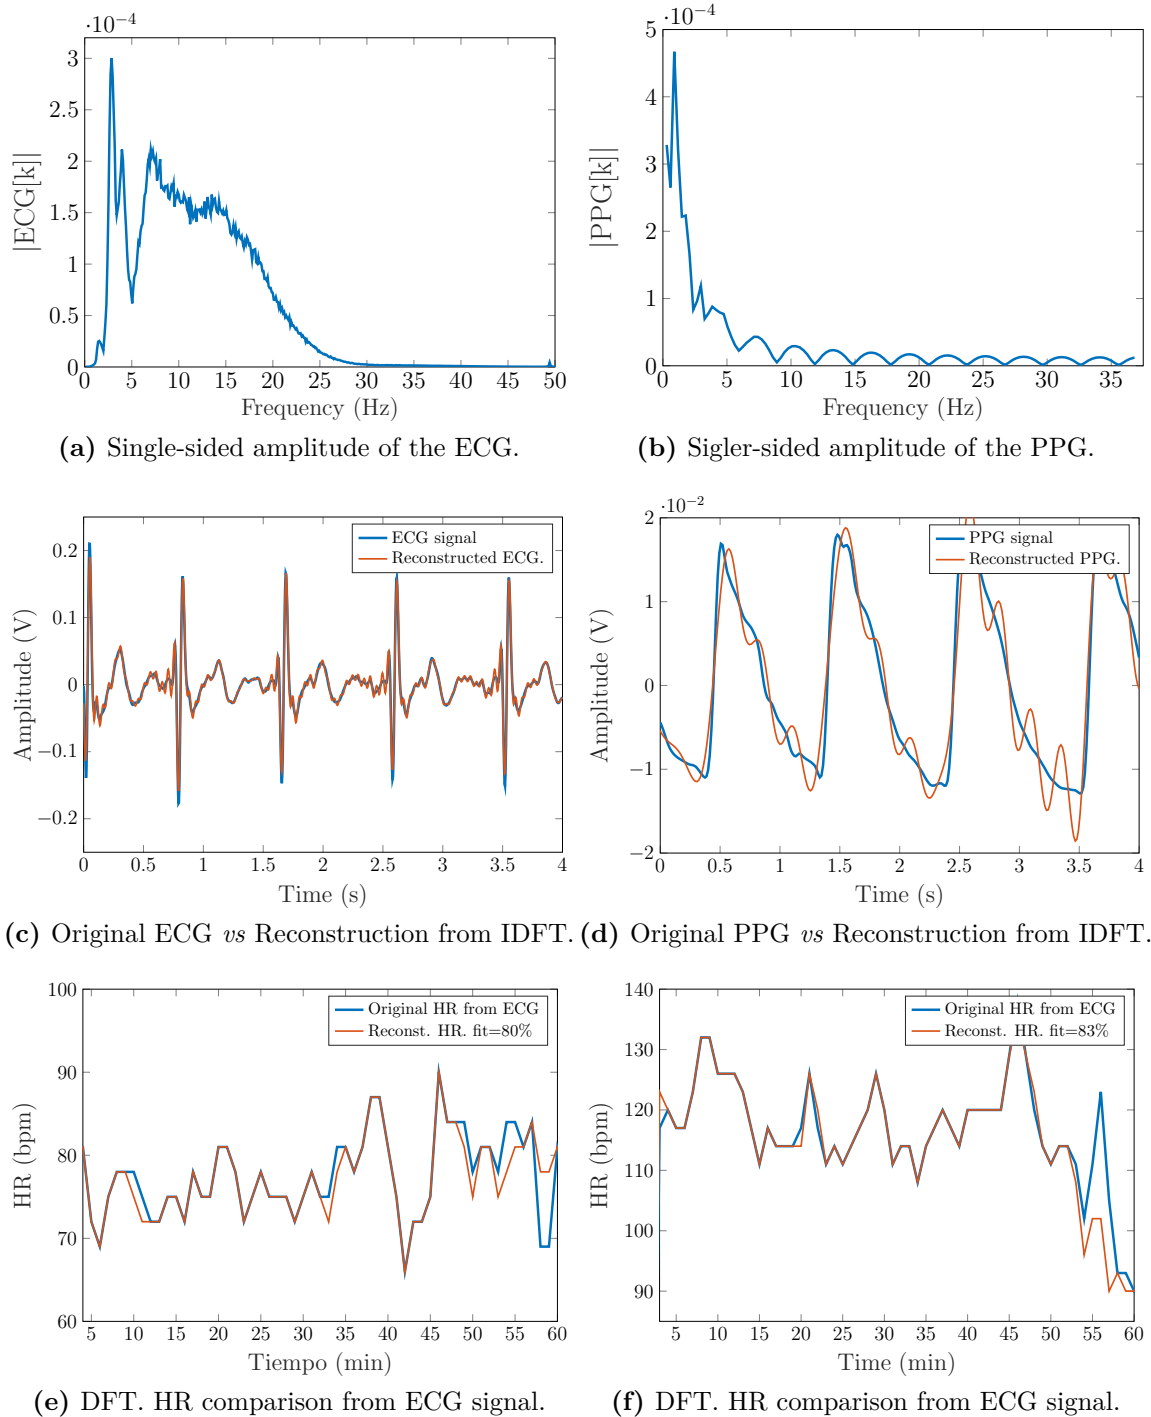 ·10−4
3
2.5
2
1.5
1
0.5
0
0 5 10 15 20 25 30 35 40 45 50
|ECG[k]|
Frequency (Hz)
(a) Single-sided amplitude of the ECG.
·10−4
5
4
3
2
1
0
0 5 10 15 20 25 30 35
|PPG[k]|
Frequency (Hz)
(b) Sigler-sided amplitude of the PPG.
ECG signal
Reconstructed ECG.
0.2
0.1
0
−0.1
−0.2
0 0.5 1 1.5 2 2.5 3 3.5 4
Amplitude (V)
Time (s)
(c) Original ECG vs Reconstruction from IDFT.
·10−2
PPG signal
Reconstructed PPG.
2
1
0
−1
−2
0 0.5 1 1.5 2 2.5 3 3.5 4
Amplitude (V)
Time (s)
(d) Original PPG vs Reconstruction from IDFT.
Original HR from ECG
Reconst. HR. fit=80%
100
90
80
70
60
5 10 15 20 25 30 35 40 45 50 55 60
HR (bpm)
Tiempo (min)
(e) DFT. HR comparison from ECG signal.
Original HR from ECG
Reconst. HR. fit=83%
140
130
120
110
100
90
5 10 15 20 25 30 35 40 45 50 55 60
HR (bpm)
Time (min)
(f) DFT. HR comparison from ECG signal.